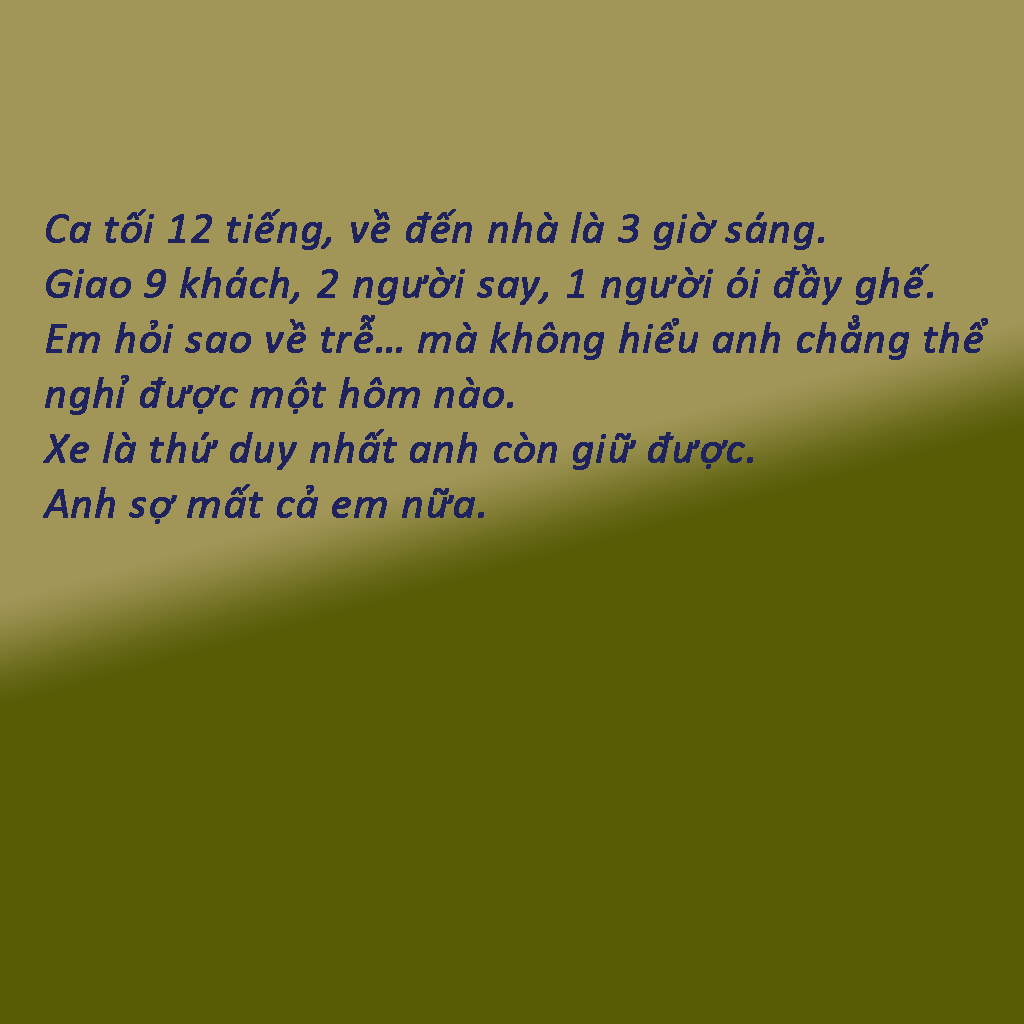 Ca tối 12 tiếng, về đến nhà là 3 giờ sáng.
Giao 9 khách, 2 người say, 1 người ói đầy ghế.
Em hỏi sao về trễ… mà không hiểu anh chẳng thể
nghỉ được một hôm nào.
Xe là thứ duy nhất anh còn giữ được.
Anh sợ mất cả em nữa.